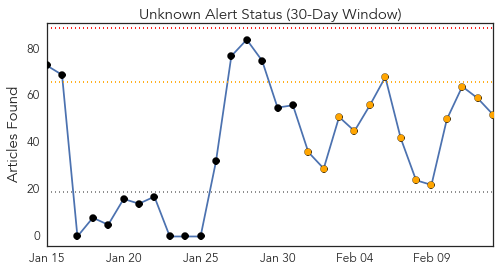 Unknown Alert Status (30-Day Window)
Articles Found
80
60
40
20
0
Jan 15 Jan 20 Jan 25 Jan 30 Feb 04 Feb 09